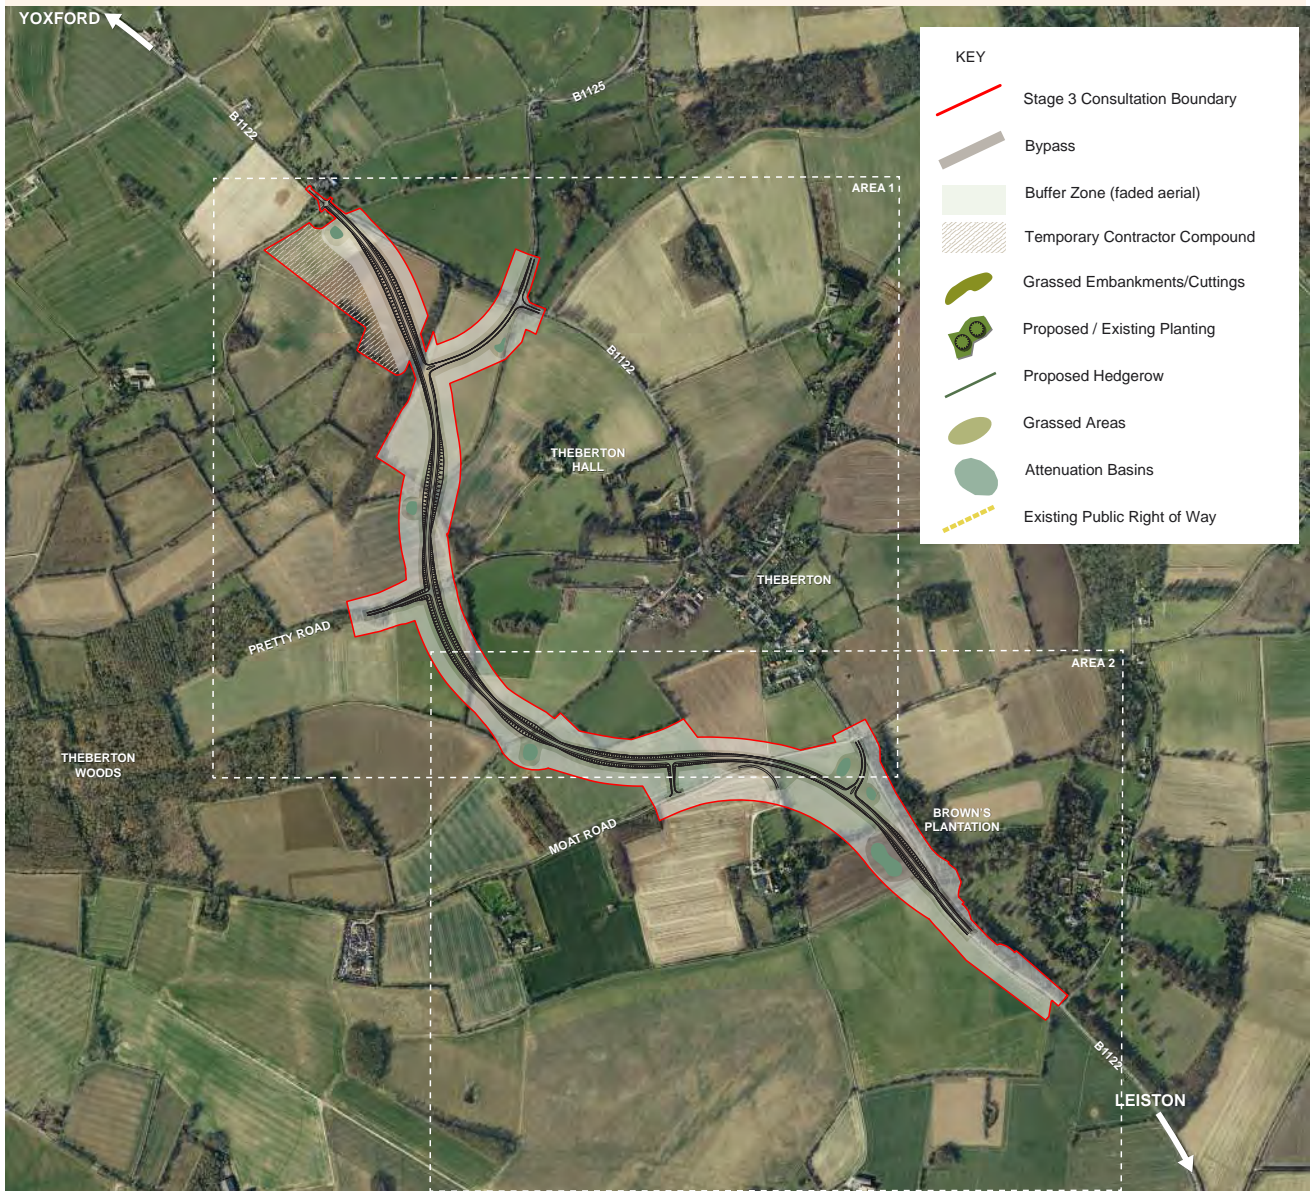 YOXFORD
B1122
B1125
KEY
Stage 3 Consultation Boundary
Bypass
Buffer Zone (faded aerial)
Temporary Contractor Compound
Grassed Embankments/Cuttings
Proposed / Existing Planting
Proposed Hedgerow
Grassed Areas
Attenuation Basins
Existing Public Right of Way
AREA 1
B1122
THEBERTON
HALL
THEBERTON
PRETTY ROAD
AREA 2
THEBERTON
WOODS
MOAT ROAD
BROWN'S
PLANTATION
B1122
LEISTON